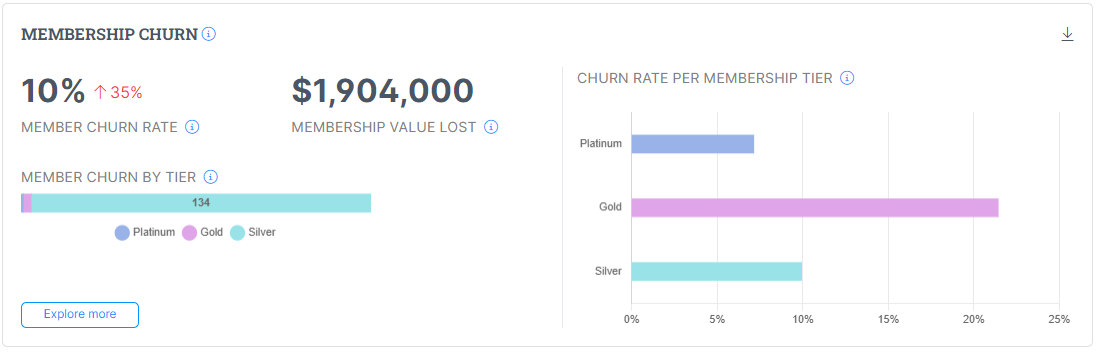 MEMBERSHIP CHURN
10% ↑ 35%
MEMBER CHURN RATE
$1,904,000
MEMBERSHIP VALUE LOST
MEMBER CHURN BY TIER
134
Platinum Gold Silver
Explore more
CHURN RATE PER MEMBERSHIP TIER
Platinum
Gold
Silver
0% 5% 10% 15% 20% 25%